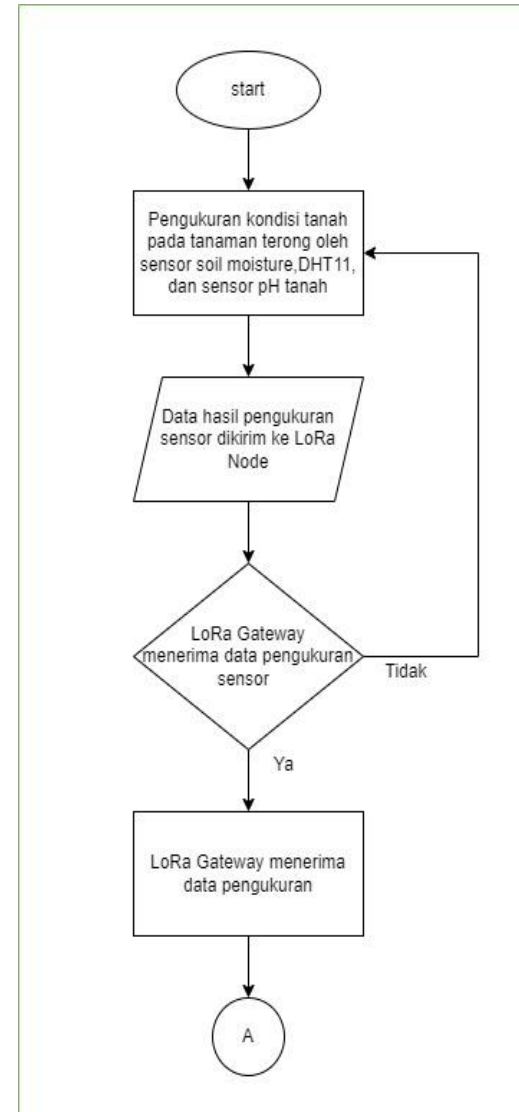 start
Pengukuran kondisi tanah
pada tanaman terong oleh
sensor soil moisture,DHT11,
dan sensor pH tanah
Data hasil pengukuran
sensor dikirim ke LoRa
Node
LoRa Gateway
menerima data pengukuran
sensor
Tidak
Ya
LoRa Gateway menerima
data pengukuran
A